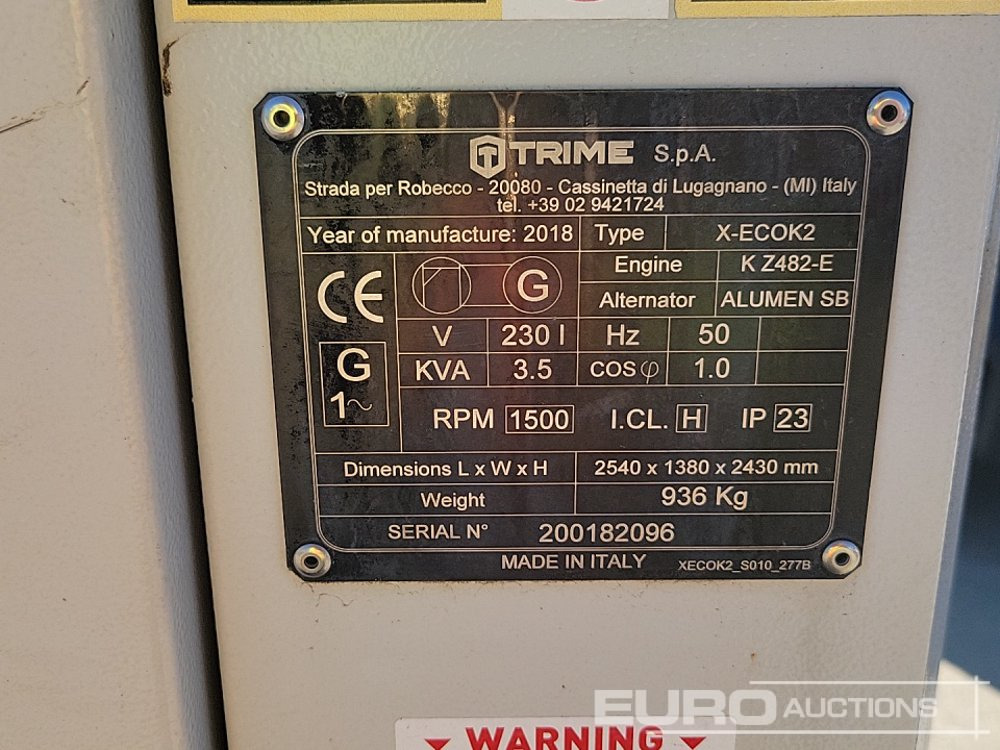 TRIME S.p.A.
Strada per Robecco - 20080 - Cassinetta di Lugagnano - (MI) Italy
tel. +39 02 9421724
Year of manufacture: 2018 Type X-ECOK2
Engine K Z482-E
CE G Alternator ALUMEN SB
V 230 I Hz 50
G KVA 3.5 COS φ 1.0
1~ RPM 1500 I.CL. H IP 23
Dimensions L x W x H 2540 x 1380 x 2430 mm
Weight 936 Kg
SERIAL N° 200182096
MADE IN ITALY XECOK2_S010_277B
WARNING
EURO AUCTIONS